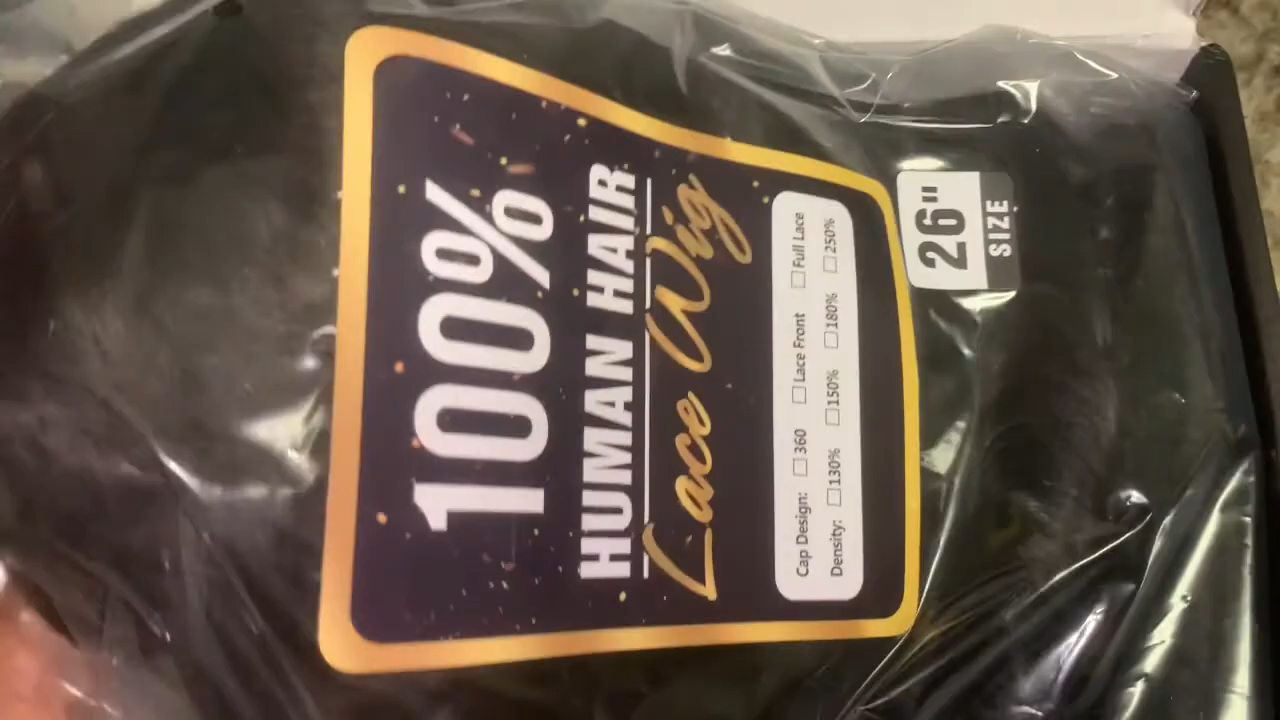 100%
HUMAN HAIR
Lace Wig
Cap Design: ☐ 360 ☐ Lace Front ☐ Full Lace
Density: ☐ 130% ☐ 150% ☐ 180% ☐ 250%
26"
SIZE